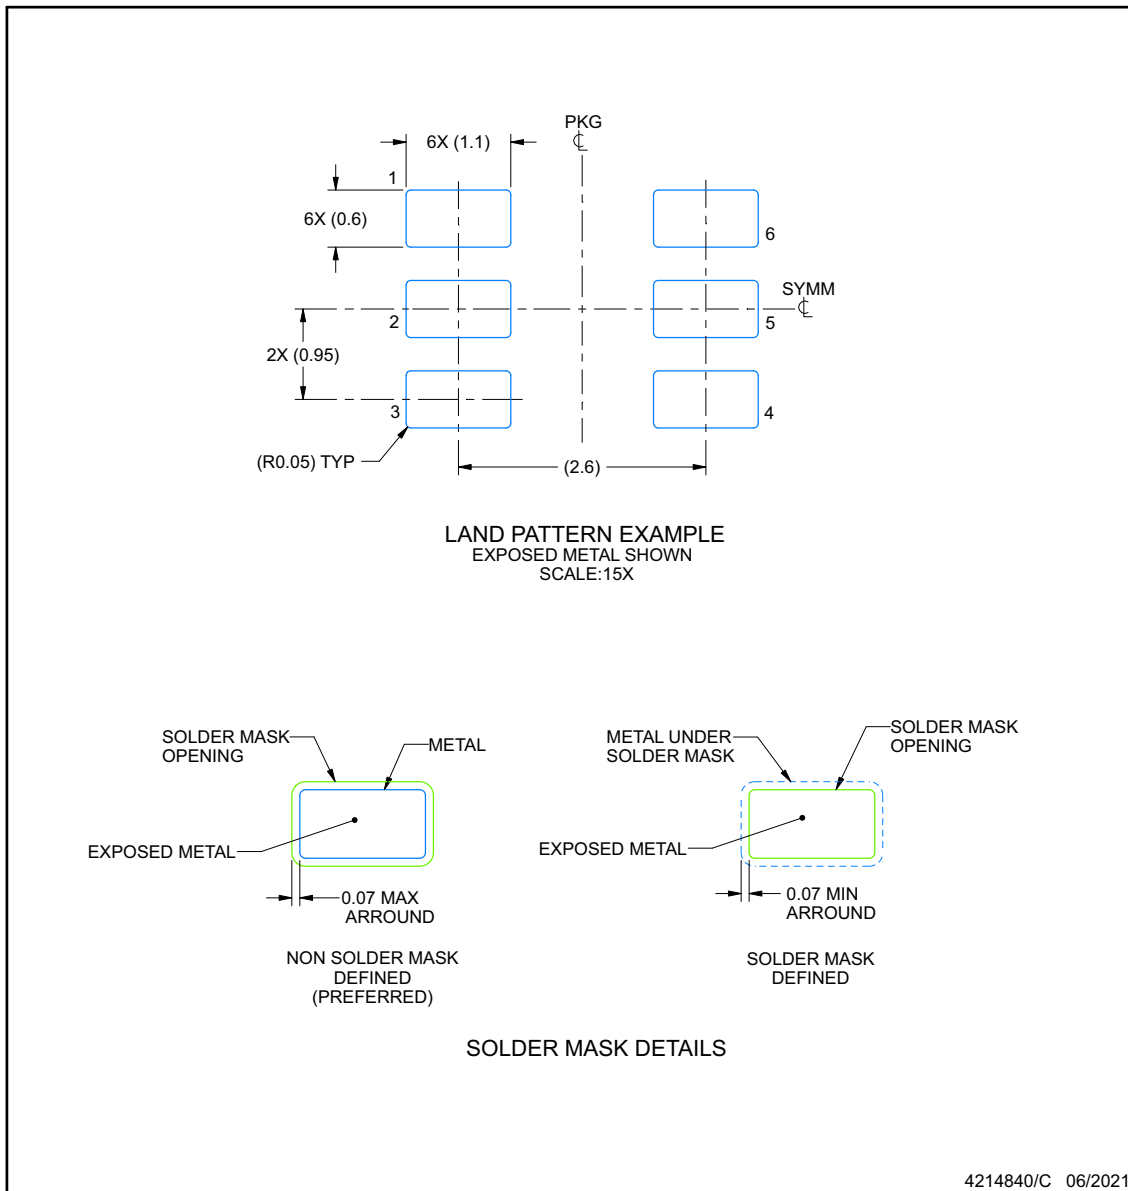 PKG
℄
6X (1.1)
1
6X (0.6)
6
SYMM
℄
2
5
2X (0.95)
3
4
(R0.05) TYP
(2.6)
LAND PATTERN EXAMPLE
EXPOSED METAL SHOWN
SCALE:15X
SOLDER MASK
OPENING
METAL
EXPOSED METAL
0.07 MAX
ARROUND
NON SOLDER MASK
DEFINED
(PREFERRED)
METAL UNDER
SOLDER MASK
SOLDER MASK
OPENING
EXPOSED METAL
0.07 MIN
ARROUND
SOLDER MASK
DEFINED
SOLDER MASK DETAILS
4214840/C 06/2021